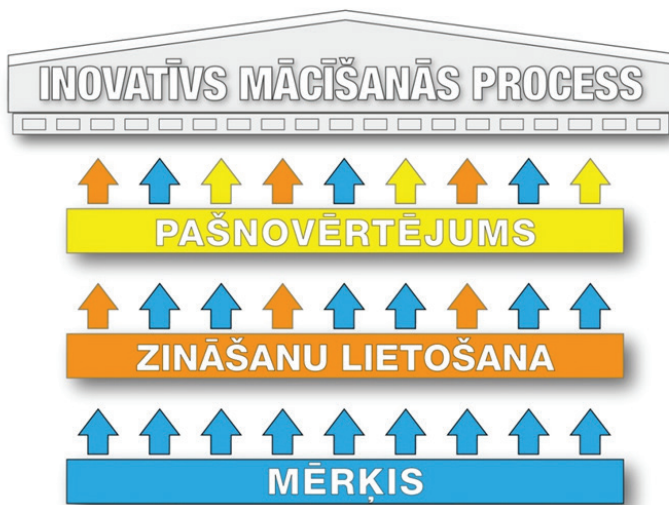 INOVATĪVS MĀCĪŠANĀS PROCESS
PAŠNOVĒRTĒJUMS
ZINĀŠANU LIETOŠANA
MĒRĶIS